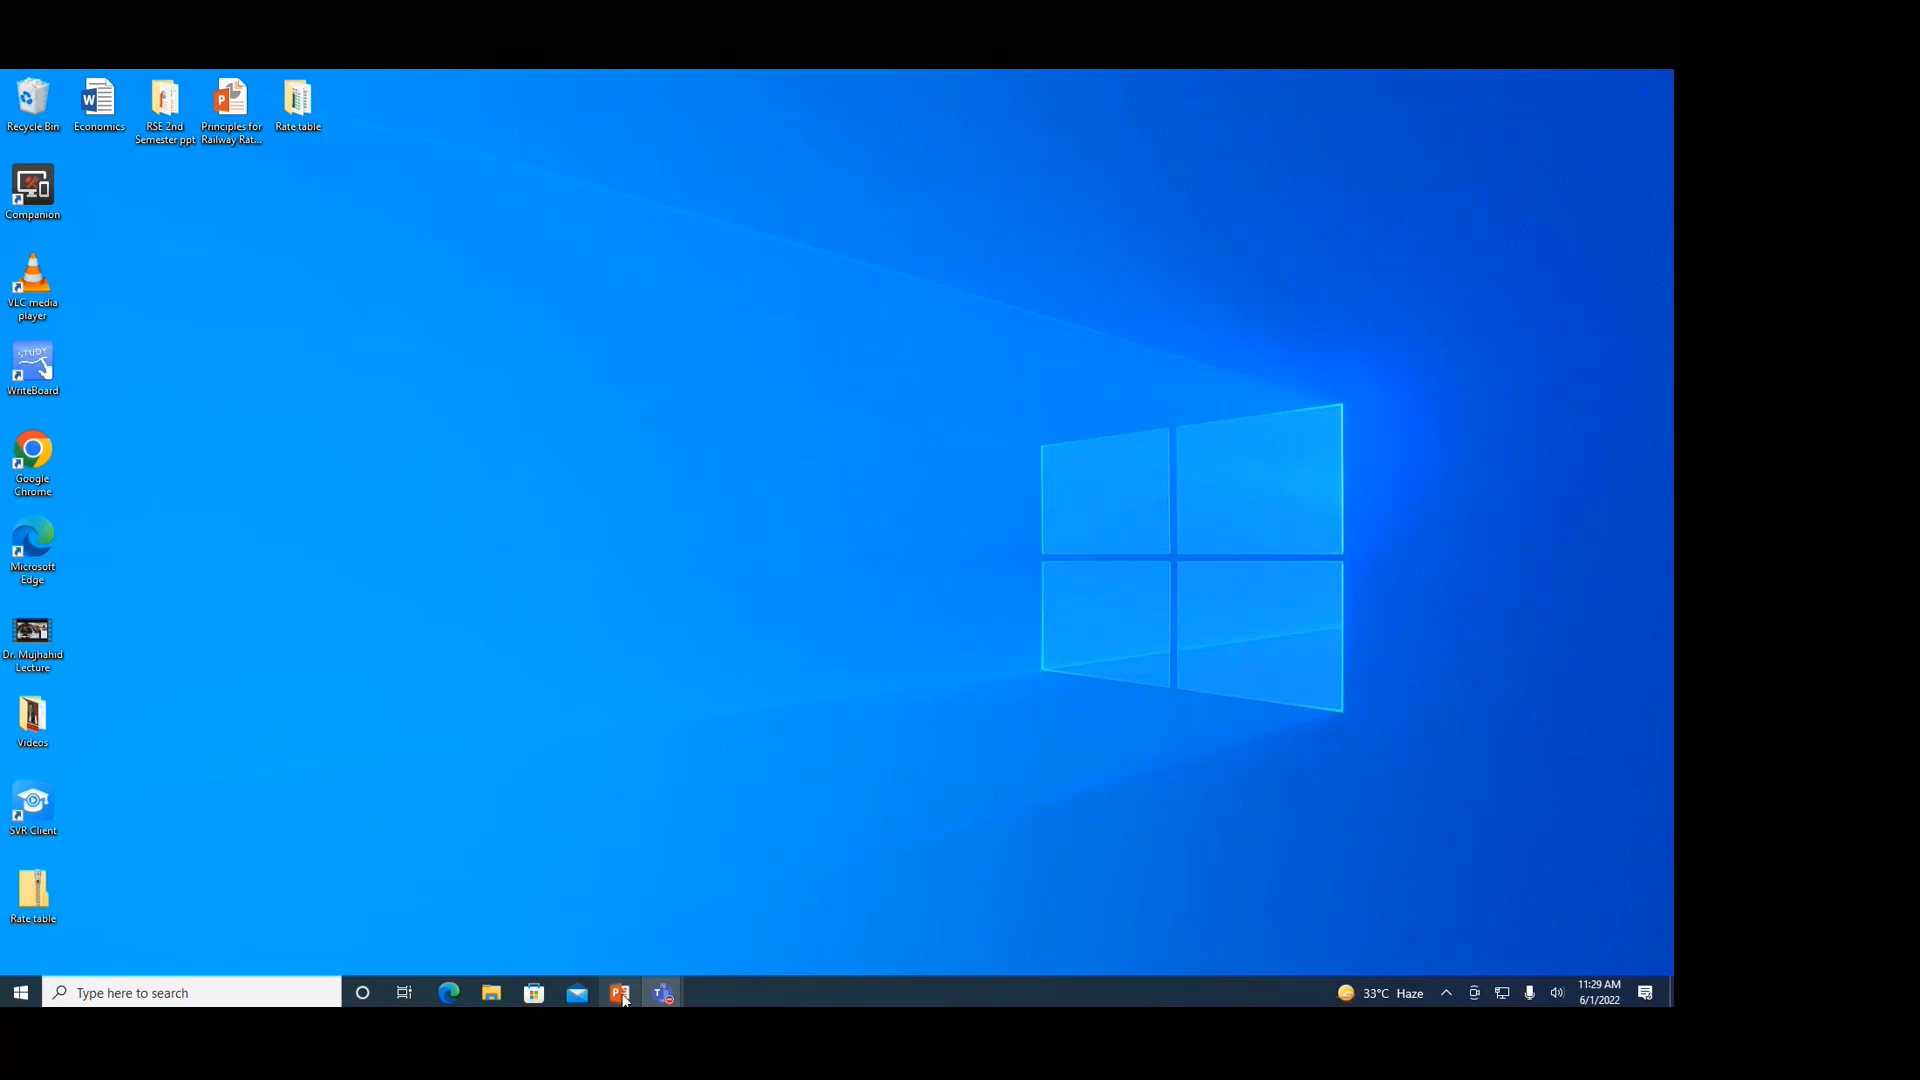 Recycle Bin
Economics
RSE 2nd
Semester ppt
Principles for
Railway Rat...
Rate table
Companion
VLC media
player
STUDY
WriteBoard
Google
Chrome
Microsoft
Edge
Dr. Mujhahid
Lecture
Videos
SVR Client
Rate table
Type here to search
33°C Haze
11:29 AM
6/1/2022